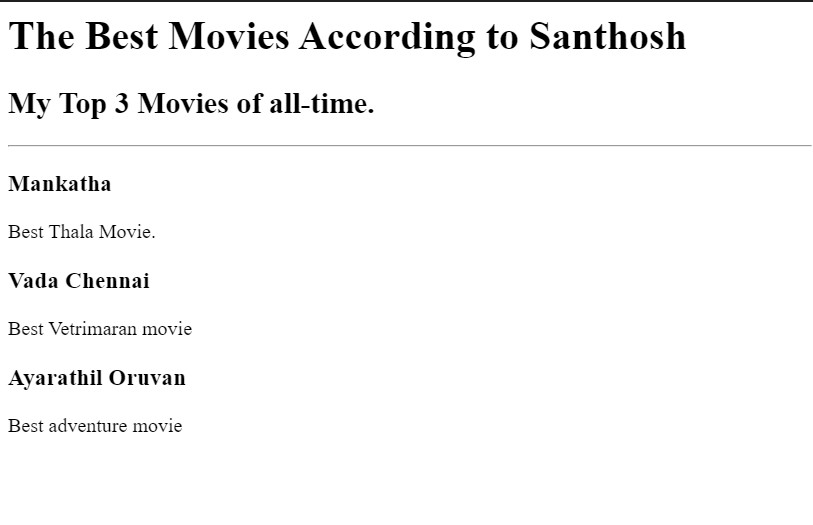 The Best Movies According to Santhosh
My Top 3 Movies of all-time.
Mankatha
Best Thala Movie.
Vada Chennai
Best Vetrimaran movie
Ayarathil Oruvan
Best adventure movie